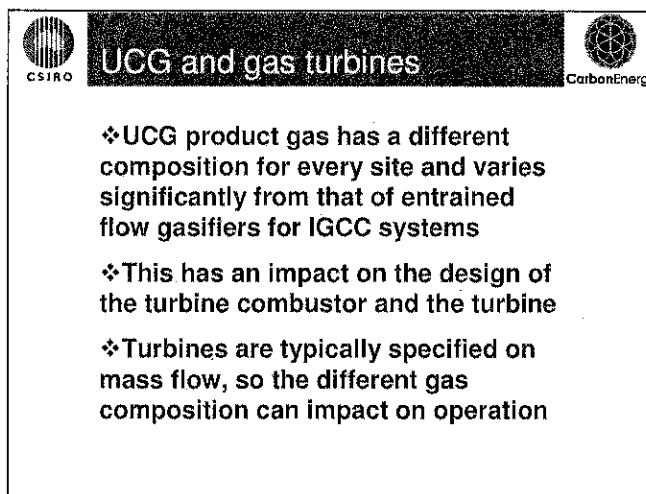 CSIRO
UCG and gas turbines
CarbonEnerg
❖UCG product gas has a different
composition for every site and varies
significantly from that of entrained
flow gasifiers for IGCC systems
❖This has an impact on the design of
the turbine combustor and the turbine
❖Turbines are typically specified on
mass flow, so the different gas
composition can impact on operation